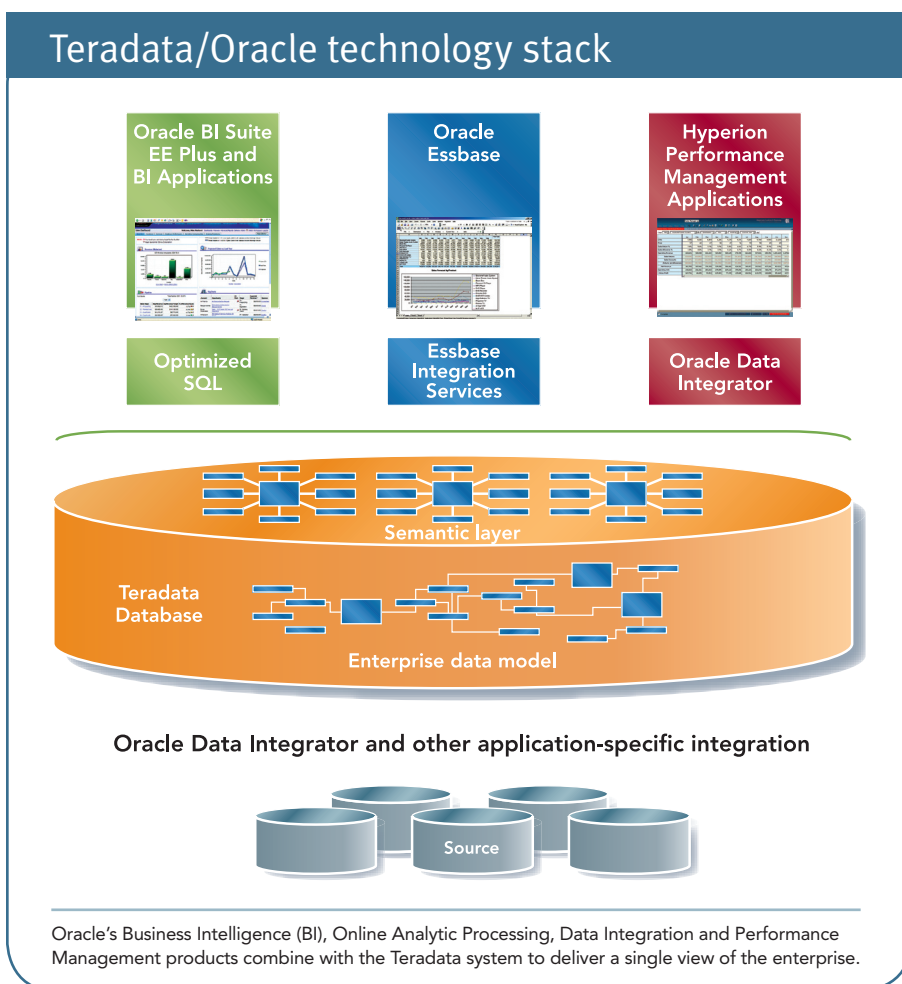 Teradata/Oracle technology stack
Oracle BI Suite
EE Plus and
BI Applications
Oracle
Essbase
Hyperion
Performance
Management
Applications
Optimized
SQL
Essbase
Integration
Services
Oracle Data
Integrator
Semantic layer
Teradata
Database
Enterprise data model
Oracle Data Integrator and other application-specific integration
Source
Oracle's Business Intelligence (BI), Online Analytic Processing, Data Integration and Performance
Management products combine with the Teradata system to deliver a single view of the enterprise.